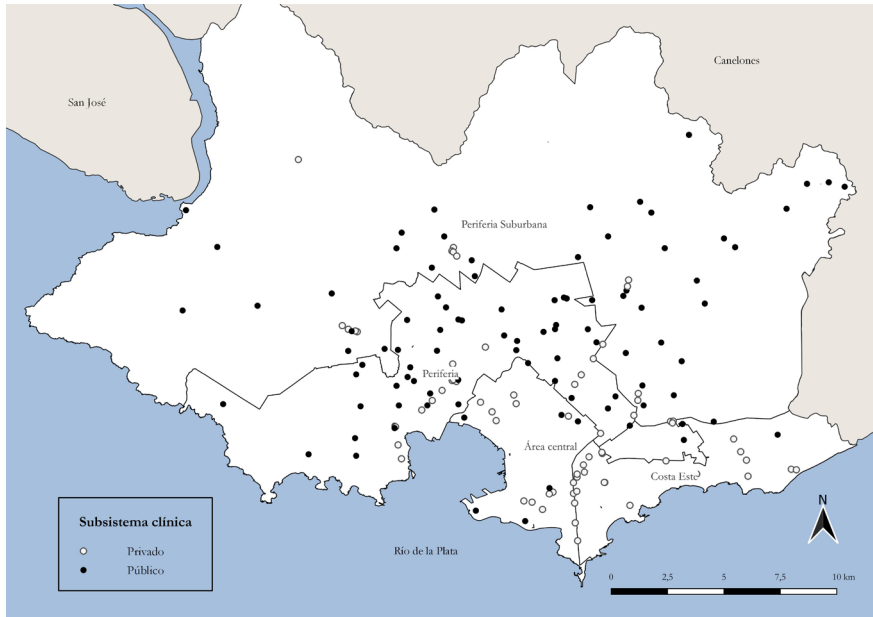 Canelones
San José
Periferia Suburbana
Periferia
Área central
Costa Este
N
Subsistema clínica
Privado
Público
Río de la Plata
0 2,5 5 7,5 10 km